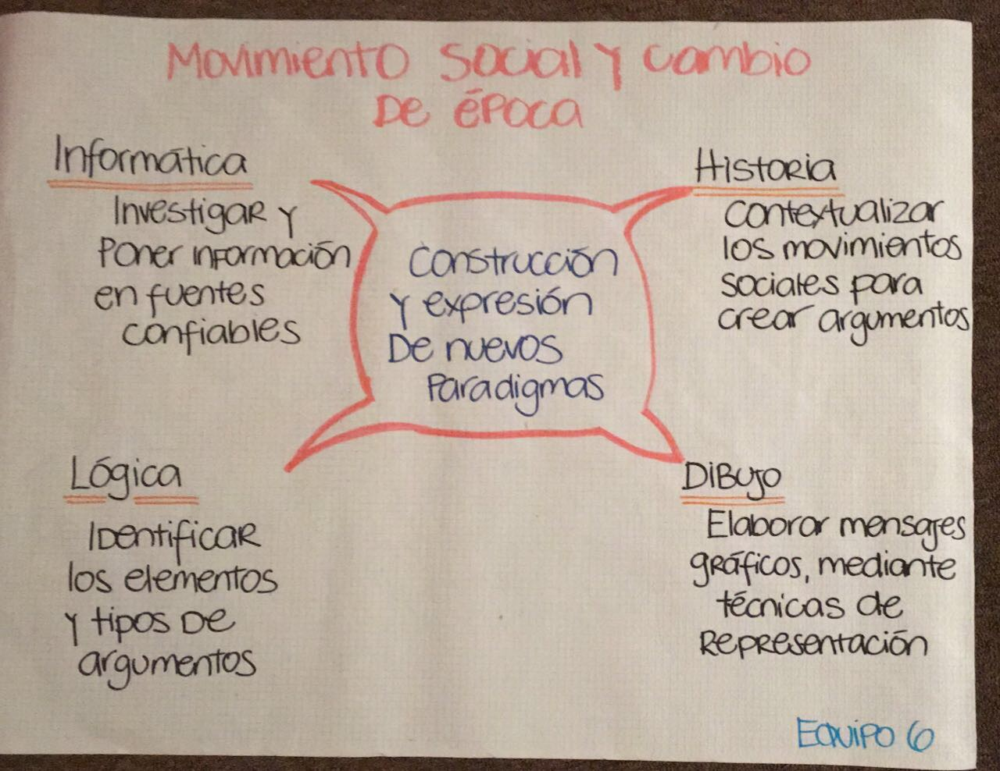 Movimiento Social y cambio
De época
Informática
Investigar y
Poner información
en fuentes
confiables
Historia
Contextualizar
los movimientos
sociales para
crear argumentos
Construcción
y expresión
De nuevos
Paradigmas
Lógica
Identificar
los elementos
y tipos De
argumentos
Dibujo
Elaborar mensajes
gráficos, mediante
técnicas de
Representación
Equipo 6